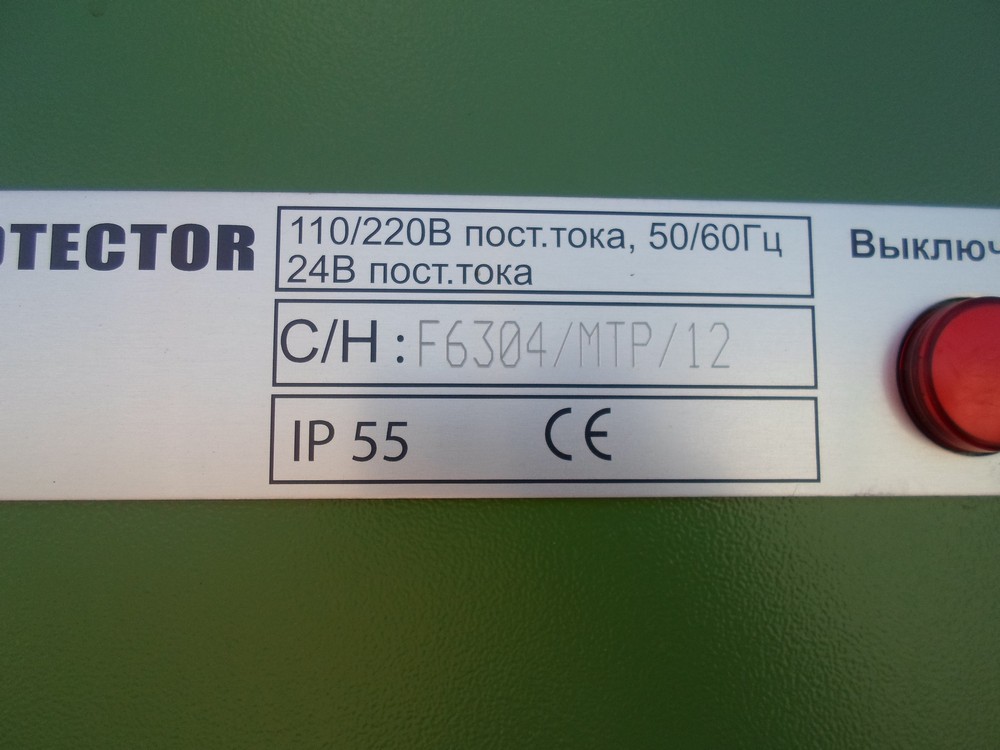 OTECTOR
110/220В пост.тока, 50/60Гц
24В пост.тока
С/Н : F6304/MTP/12
IP 55 CE
Выключ